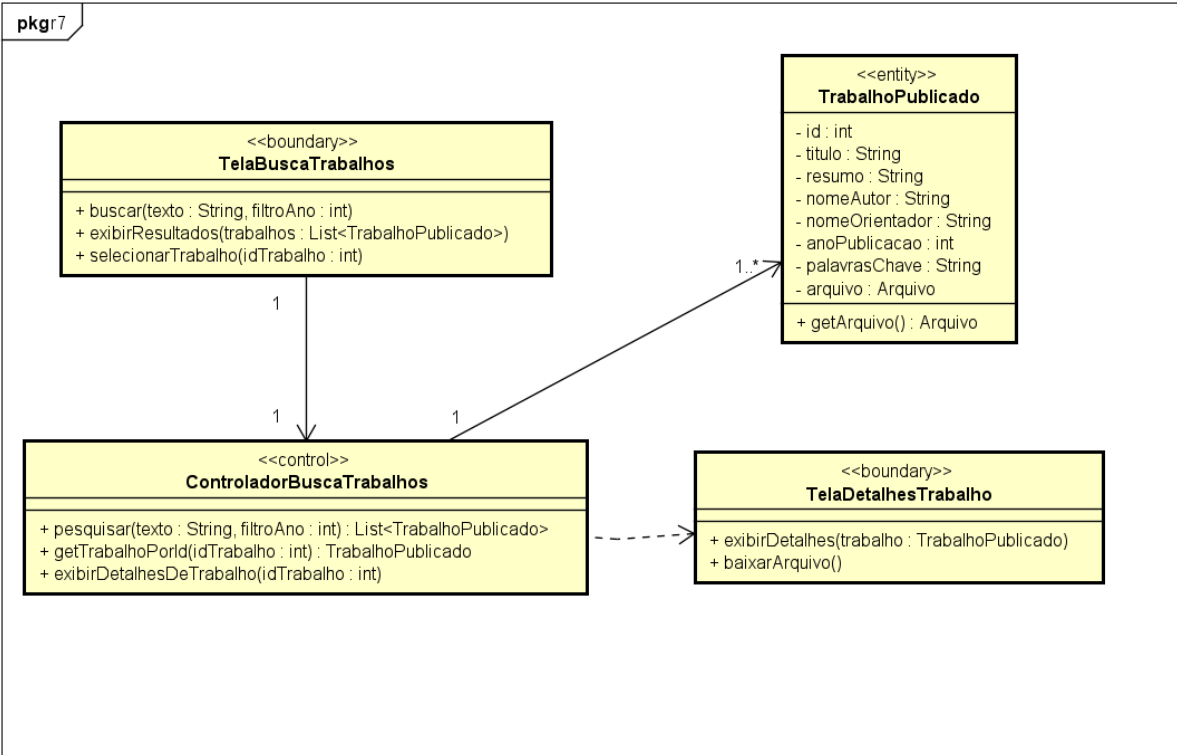 pkg r7
<<boundary>>
TelaBuscaTrabalhos
+ buscar(texto : String, filtroAno : int)
+ exibirResultados(trabalhos : List<TrabalhoPublicado>)
+ selecionarTrabalho(idTrabalho : int)
<<entity>>
TrabalhoPublicado
- id : int
- titulo : String
- resumo : String
- nomeAutor : String
- nomeOrientador : String
- anoPublicacao : int
- palavrasChave : String
- arquivo : Arquivo
+ getArquivo() : Arquivo
1
1
1
1..*
<<control>>
ControladorBuscaTrabalhos
+ pesquisar(texto : String, filtroAno : int) : List<TrabalhoPublicado>
+ getTrabalhoPorId(idTrabalho : int) : TrabalhoPublicado
+ exibirDetalhesDeTrabalho(idTrabalho : int)
<<boundary>>
TelaDetalhesTrabalho
+ exibirDetalhes(trabalho : TrabalhoPublicado)
+ baixarArquivo()